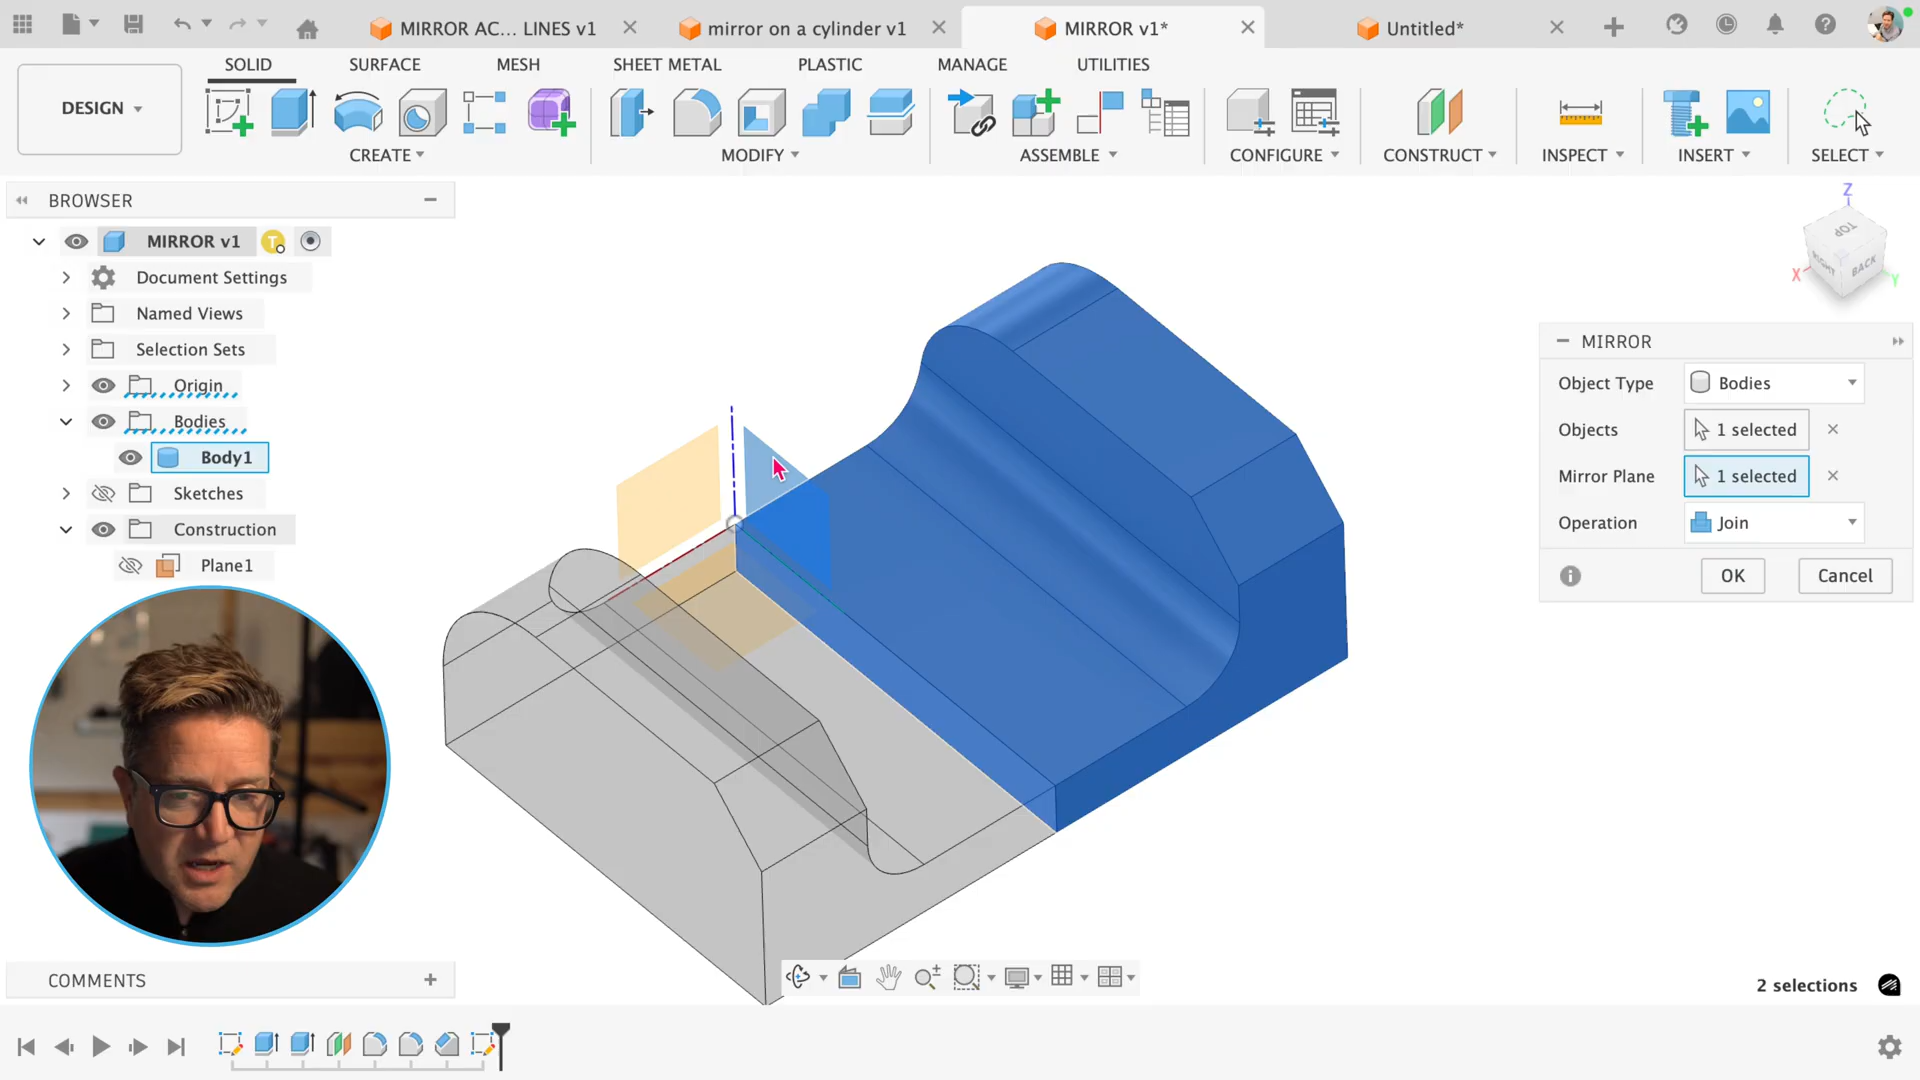 MIRROR AC... LINES v1
mirror on a cylinder v1
MIRROR v1*
Untitled*
DESIGN
SOLID
SURFACE
MESH
SHEET METAL
PLASTIC
MANAGE
UTILITIES
CREATE
MODIFY
ASSEMBLE
CONFIGURE
CONSTRUCT
INSPECT
INSERT
SELECT
BROWSER
MIRROR v1
Document Settings
Named Views
Selection Sets
Origin
Bodies
Body1
Sketches
Construction
Plane1
Z
TOP
RIGHT
BACK
X
Y
MIRROR
Object Type
Bodies
Objects
1 selected
Mirror Plane
1 selected
Operation
Join
OK
Cancel
COMMENTS
2 selections